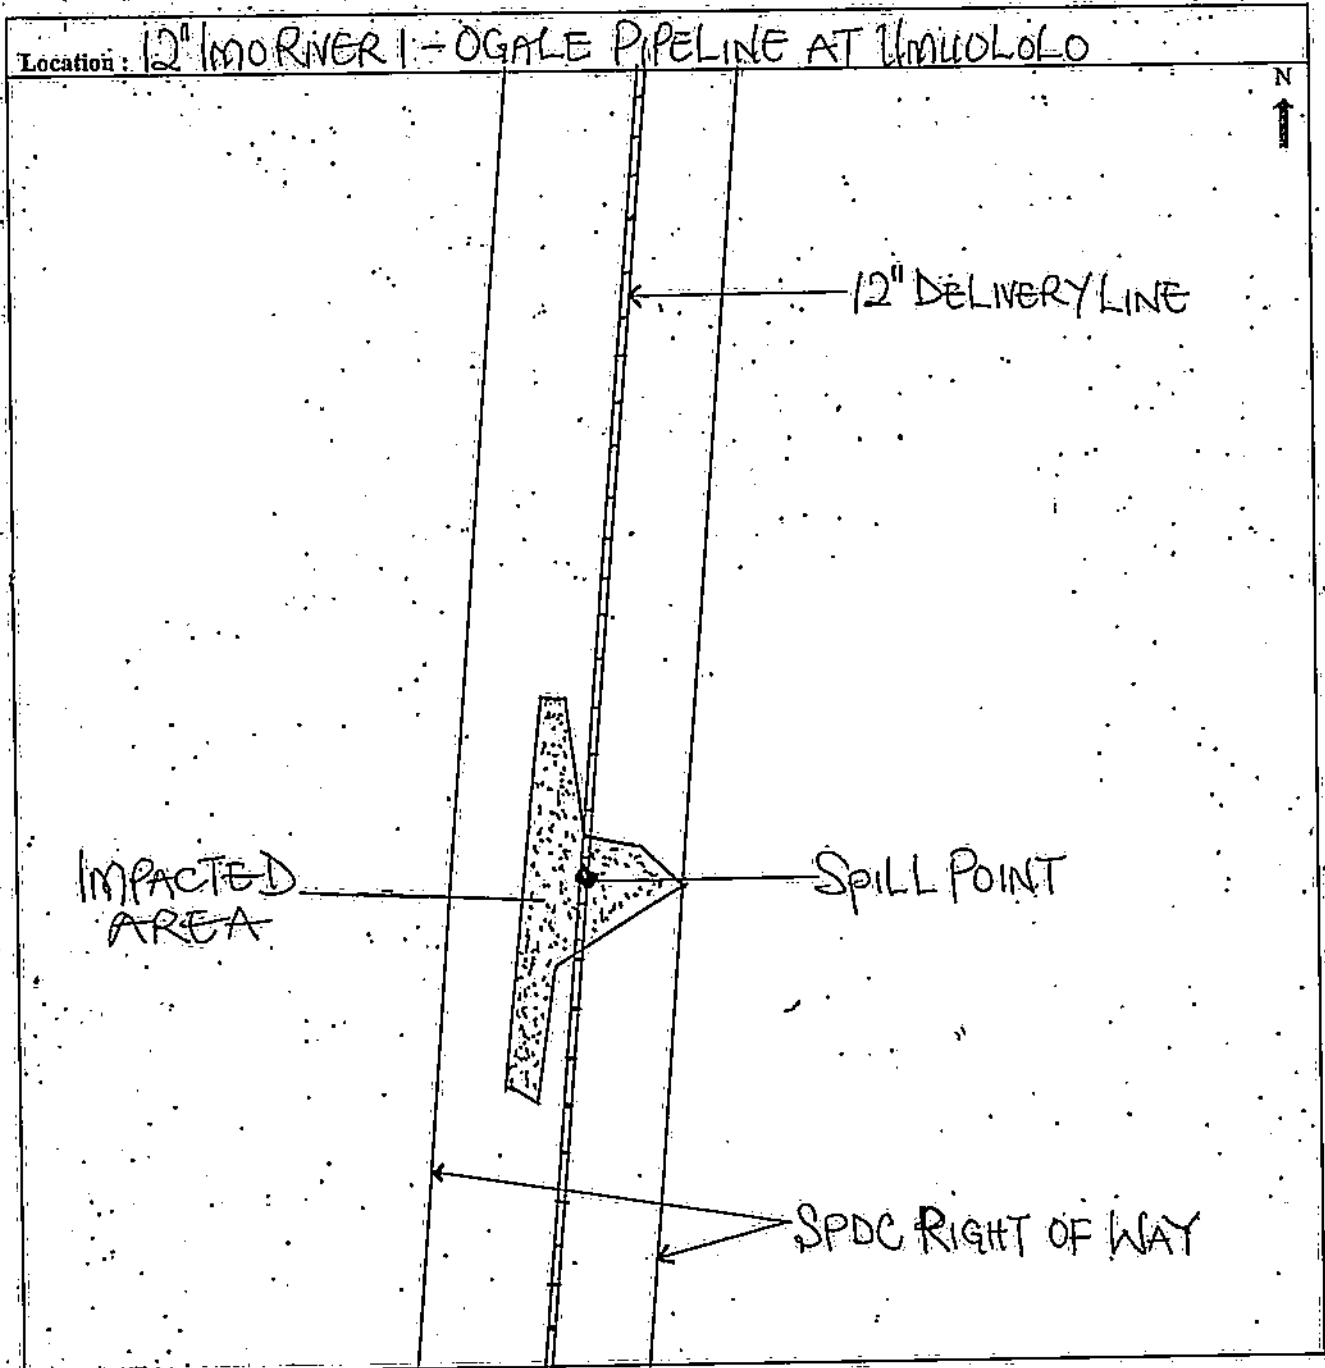 Location : 12" IMO RIVER 1 - OGALE PIPELINE AT UMUOLOLO
N
12" DELIVERY LINE
IMPACTED
AREA
SPILL POINT
SPDC RIGHT OF WAY